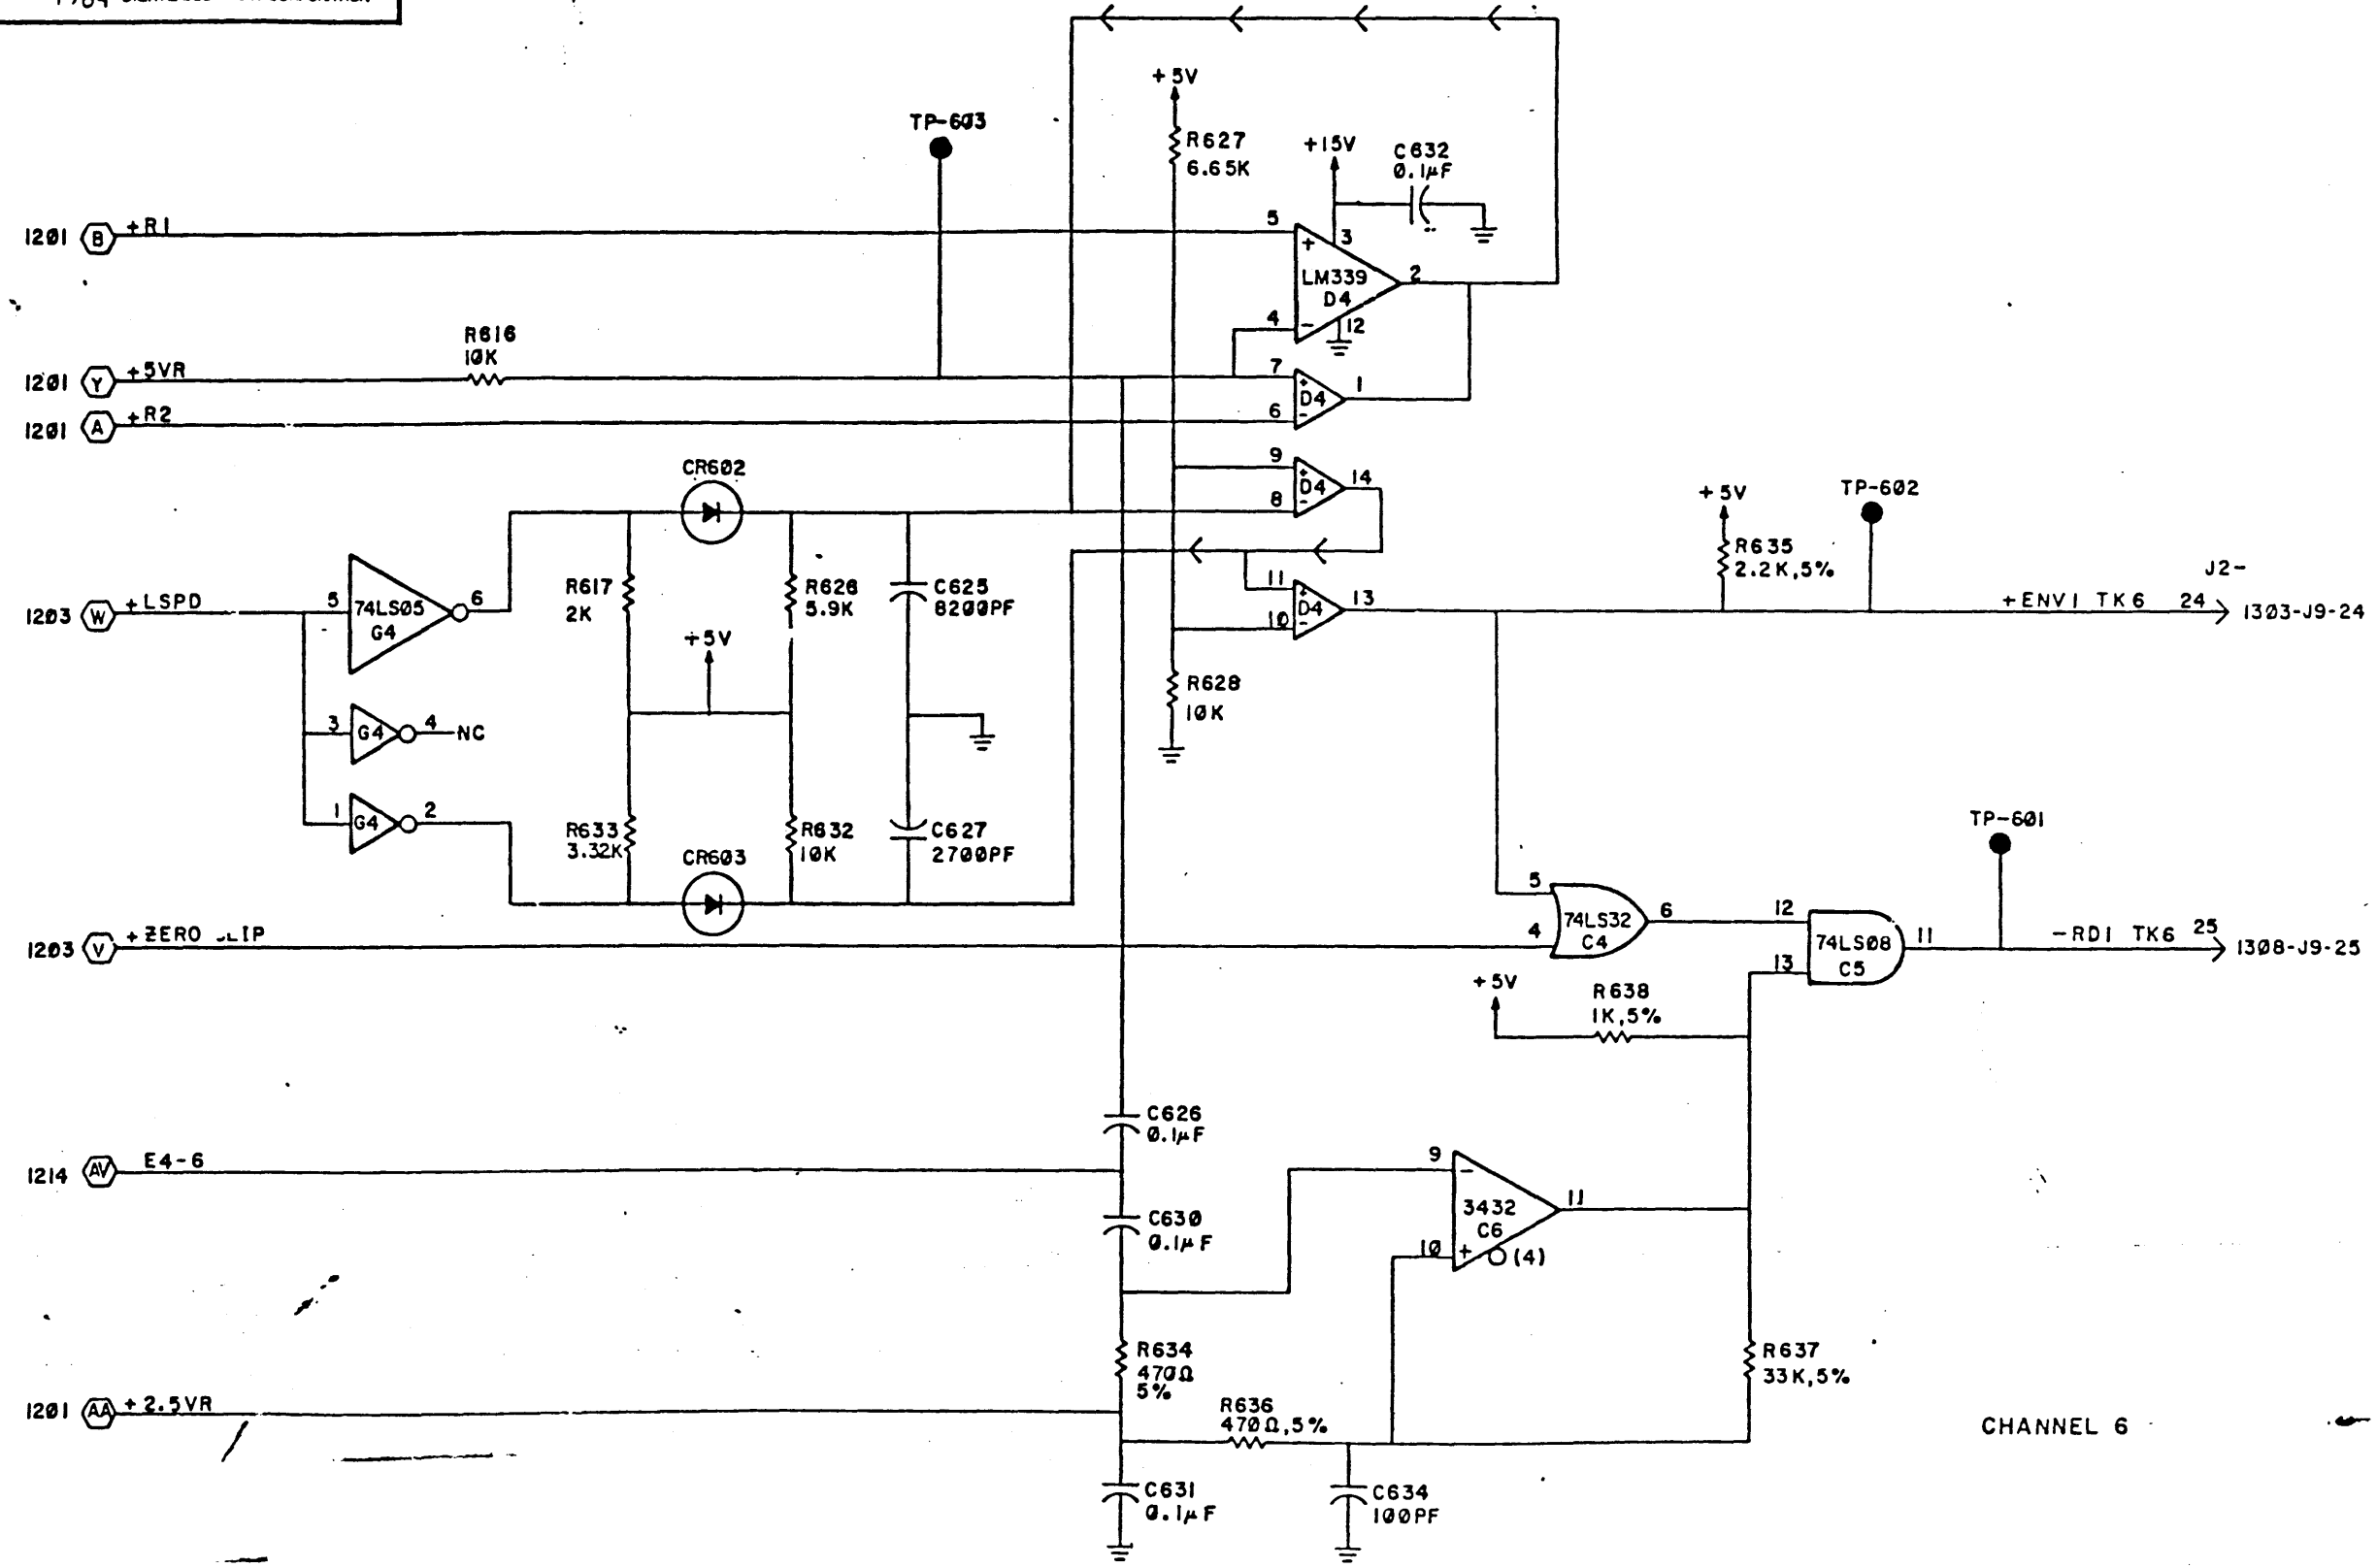 1984
TP-603
+5V
R627
6.65K
+15V
C632
0.1µF
1201 B +R1
5
+
3
LM339
D4
2
4
-
12
R616
10K
1201 Y +5VR
7
+
D4
1
6
-
1201 A +R2
CR602
9
+
D4
14
8
-
+5V
TP-602
R617
2K
R626
5.9K
C625
8200PF
11
+
D4
13
10
-
R635
2.2K,5%
J2-
+ENVI TK6 24
1303-J9-24
1203 W +LSPD
5
74LS05
G4
6
+5V
R628
10K
3
G4
4
NC
1
G4
2
R633
3.32K
R632
10K
C627
2700PF
CR603
TP-601
5
74LS32
C4
6
4
12
74LS08
C5
11
13
-RDI TK6 25
1308-J9-25
1203 V +ZERO
+5V
R638
1K,5%
C626
0.1µF
1214 AV E4-6
C630
0.1µF
9
-
3432
C6
11
10
+
(4)
R634
470Ω
5%
R637
33K,5%
1201 AA +2.5VR
R636
470Ω,5%
CHANNEL 6
C631
0.1µF
C634
100PF